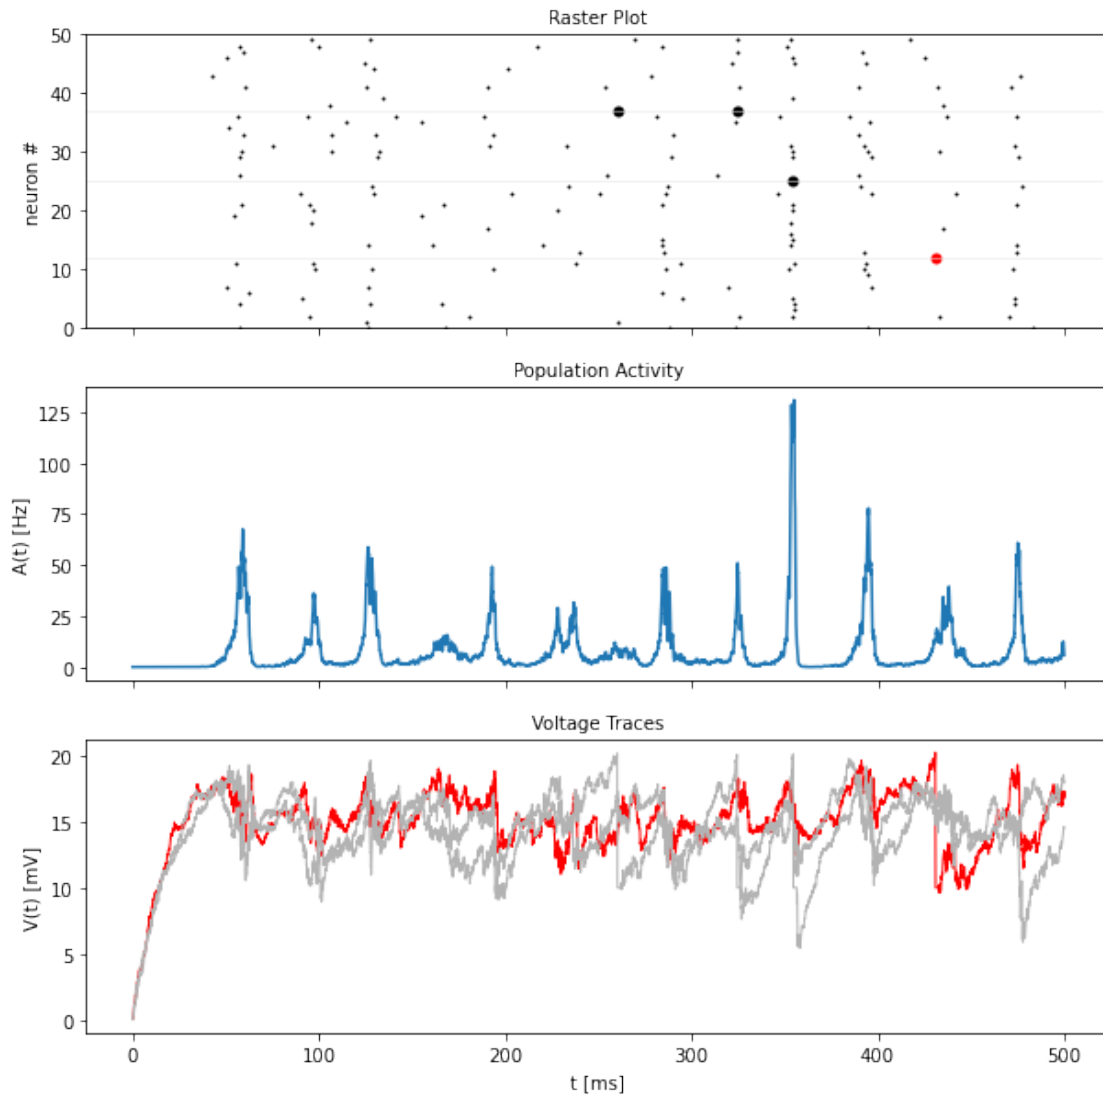 Raster Plot
50
40
30
20
10
0
neuron #
Population Activity
125
100
75
50
25
0
A(t) [Hz]
Voltage Traces
20
15
10
5
0
V(t) [mV]
0 100 200 300 400 500
t [ms]